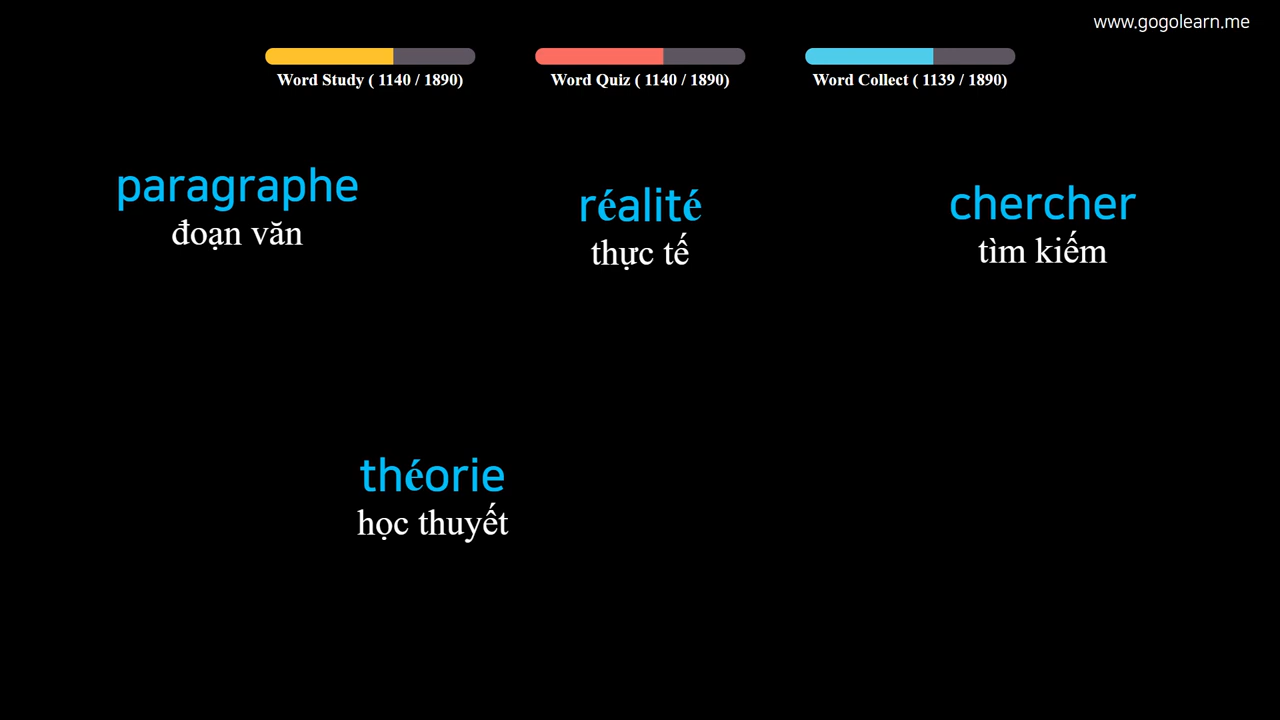 www.gogolearn.me
Word Study ( 1140 / 1890)
Word Quiz ( 1140 / 1890)
Word Collect ( 1139 / 1890)
paragraphe
đoạn văn
réalité
thực tế
chercher
tìm kiếm
théorie
học thuyết